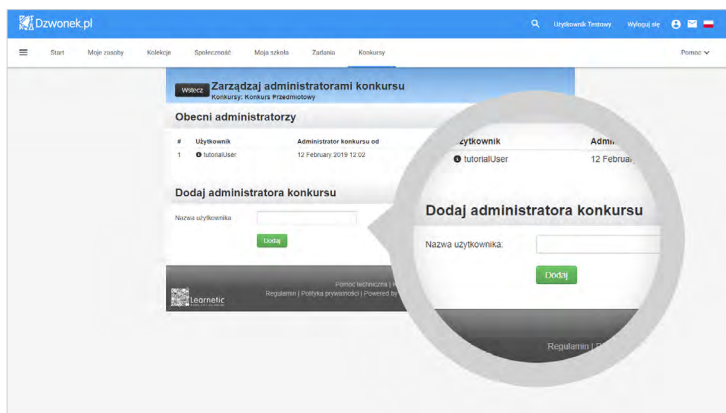 Dzwonek.pl
Użytkownik Testowy Wyloguj się
Start Moje zasoby Kolekcje Społeczność Moja szkoła Zadania Konkursy Pomoc
Wstecz Zarządzaj administratorami konkursu
Konkursy: Konkurs Przedmiotowy
Obecni administratorzy
# Użytkownik Administrator konkursu od
1 tutorialUser 12 February 2019 12:02
Dodaj administratora konkursu
Nazwa użytkownika
Dodaj
Pomoc techniczna |
Regulamin | Polityka prywatności | Powered by
Learnetic
tutorialUser 12
Dodaj administratora konkursu
Nazwa użytkownika:
Dodaj
Regulamin |